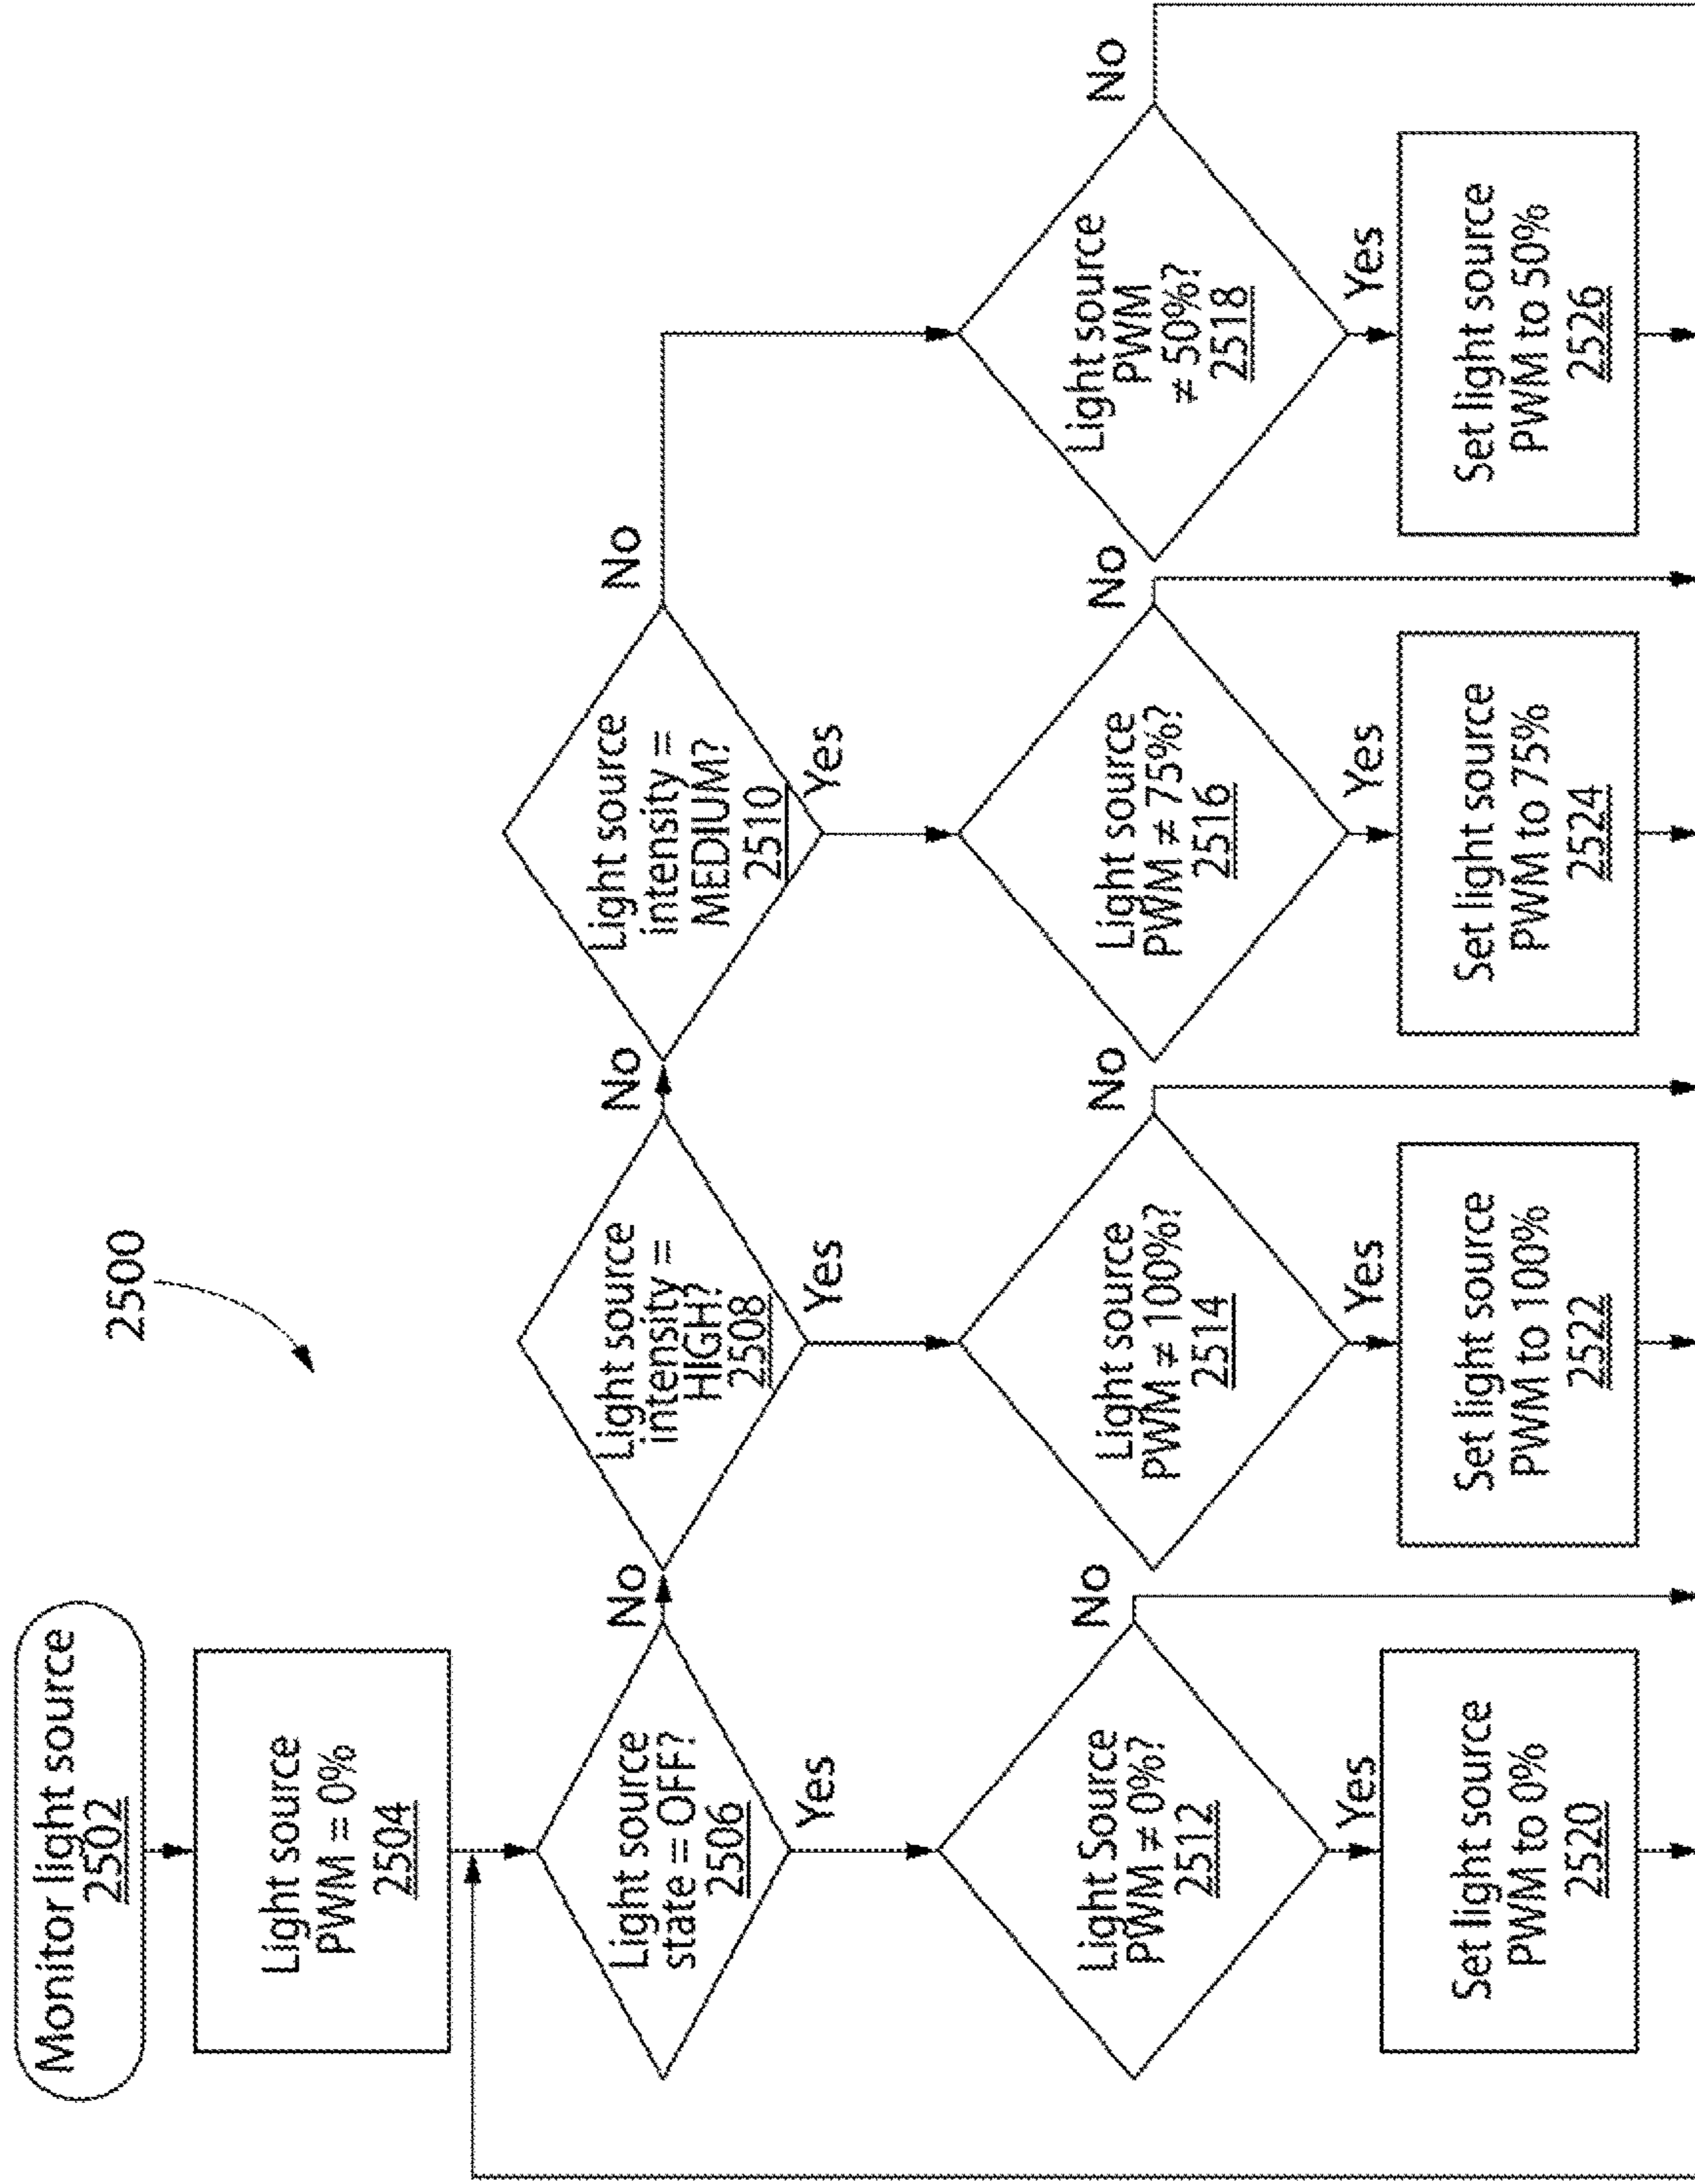 2500
Monitor light source
2502
Light source
PWM = 0%
2504
Light source
state = OFF?
2506
No
Yes
Light source
intensity =
HIGH?
2508
No
Yes
Light source
intensity =
MEDIUM?
2510
No
Yes
Light Source
PWM ≠ 0%?
2512
No
Yes
Light source
PWM ≠ 100%?
2514
No
Yes
Light source
PWM ≠ 75%?
2516
No
Yes
Light source
PWM
≠ 50%?
2518
No
Yes
Set light source
PWM to 0%
2520
Set light source
PWM to 100%
2522
Set light source
PWM to 75%
2524
Set light source
PWM to 50%
2526